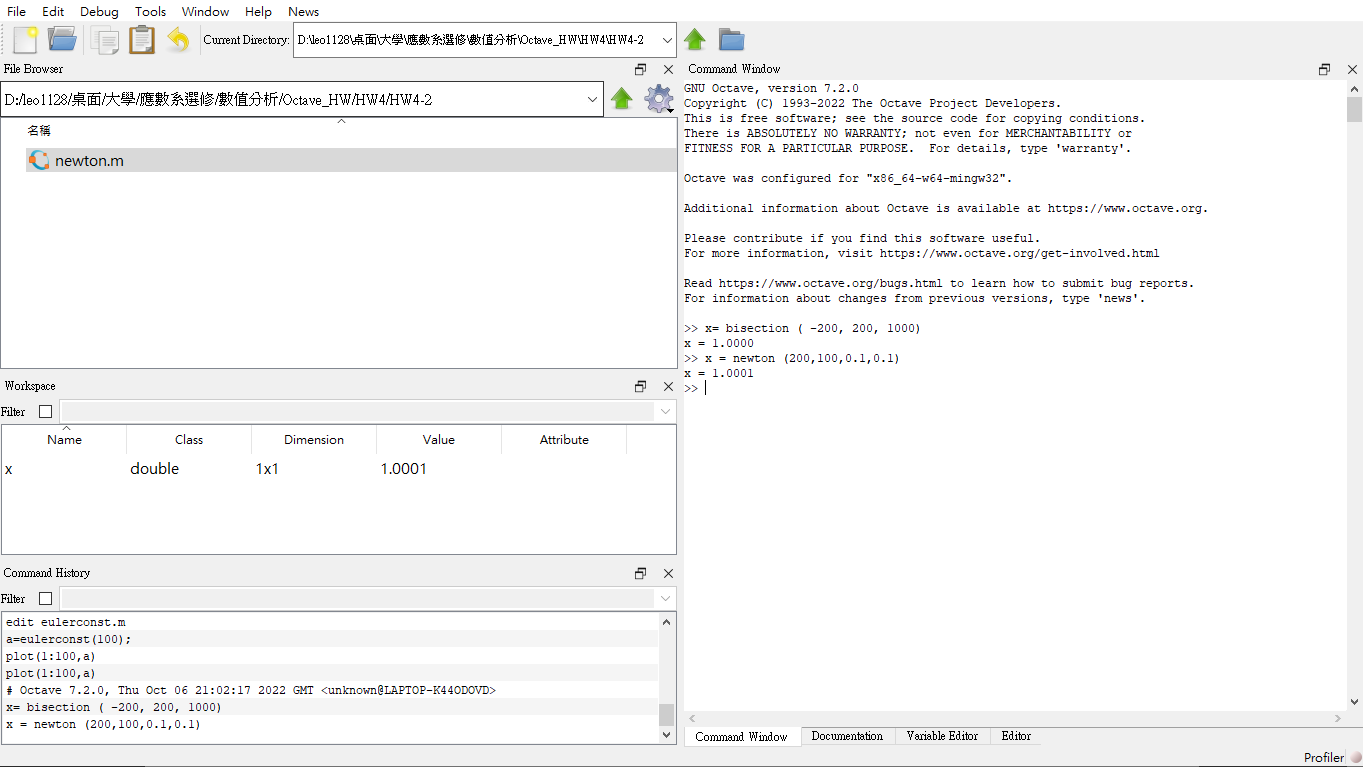 File Edit Debug Tools Window Help News
Current Directory: D:\leo1128\桌面\大學\應數系選修\數值分析\Octave_HW\HW4\HW4-2
File Browser
D:/leo1128/桌面/大學/應數系選修/數值分析/Octave_HW/HW4/HW4-2
名稱
newton.m
Workspace
Filter
Name Class Dimension Value Attribute
x double 1x1 1.0001
Command History
Filter
edit eulerconst.m
a=eulerconst(100);
plot(1:100,a)
plot(1:100,a)
# Octave 7.2.0, Thu Oct 06 21:02:17 2022 GMT <unknown@LAPTOP-K44ODOVD>
x= bisection ( -200, 200, 1000)
x = newton (200,100,0.1,0.1)
Command Window
GNU Octave, version 7.2.0
Copyright (C) 1993-2022 The Octave Project Developers.
This is free software; see the source code for copying conditions.
There is ABSOLUTELY NO WARRANTY; not even for MERCHANTABILITY or
FITNESS FOR A PARTICULAR PURPOSE.  For details, type 'warranty'.
Octave was configured for "x86_64-w64-mingw32".
Additional information about Octave is available at https://www.octave.org.
Please contribute if you find this software useful.
For more information, visit https://www.octave.org/get-involved.html
Read https://www.octave.org/bugs.html to learn how to submit bug reports.
For information about changes from previous versions, type 'news'.
>> x= bisection ( -200, 200, 1000)
x = 1.0000
>> x = newton (200,100,0.1,0.1)
x = 1.0001
>>
Command Window Documentation Variable Editor Editor
Profiler